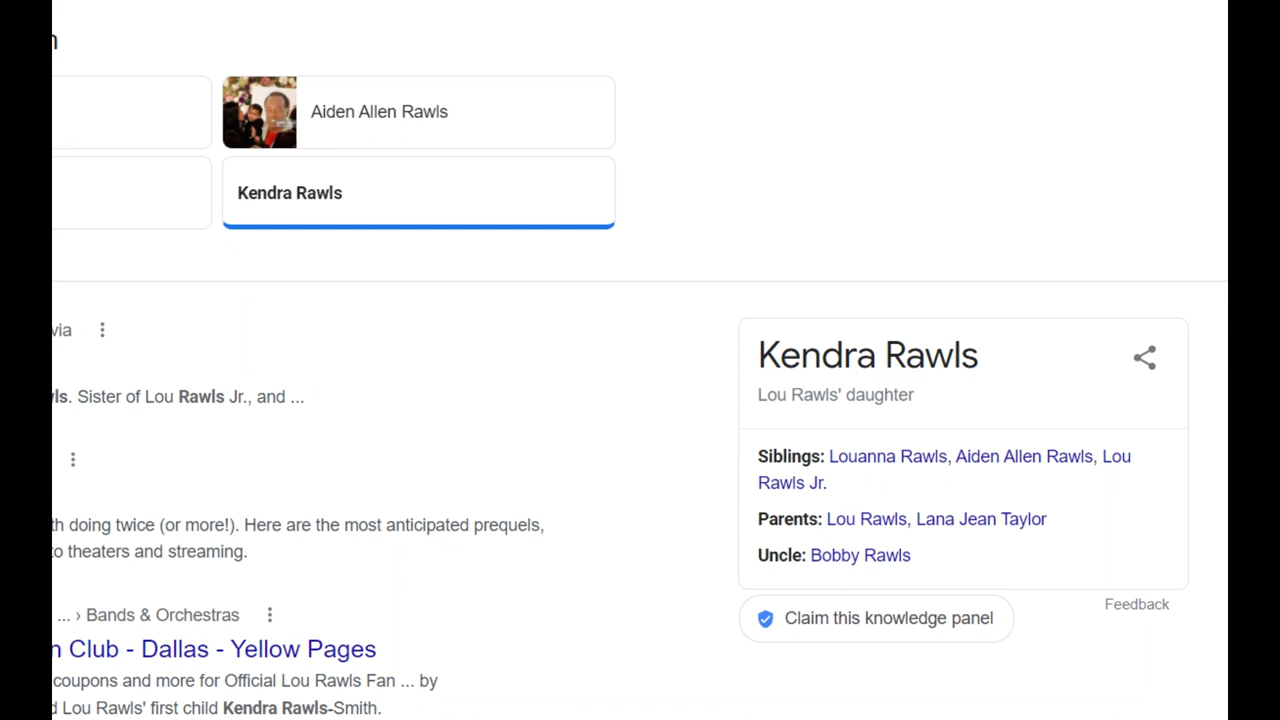 Aiden Allen Rawls
Kendra Rawls
via
Sister of Lou Rawls Jr., and ...
doing twice (or more!). Here are the most anticipated prequels,
to theaters and streaming.
... › Bands & Orchestras
Club - Dallas - Yellow Pages
coupons and more for Official Lou Rawls Fan ... by
Lou Rawls' first child Kendra Rawls-Smith.
Kendra Rawls
Lou Rawls' daughter
Siblings: Louanna Rawls, Aiden Allen Rawls, Lou
Rawls Jr.
Parents: Lou Rawls, Lana Jean Taylor
Uncle: Bobby Rawls
Claim this knowledge panel
Feedback